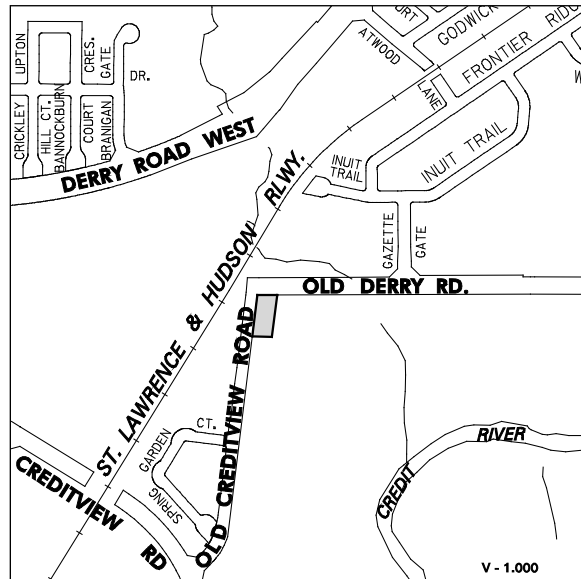 UPTON
CRES.
GATE
DR.
CRICKLEY
HILL CT.
BANNOCKBURN
COURT
BRANIGAN
DERRY ROAD WEST
COURT
GODWICK
ATWOOD
FRONTIER RIDG
LANE
INUIT
TRAIL
INUIT TRAIL
GAZETTE
GATE
ST. LAWRENCE & HUDSON RLWY.
OLD DERRY RD.
OLD CREDITVIEW ROAD
SPRING
GARDEN
CT.
CREDITVIEW RD
CREDIT
RIVER
V - 1.000